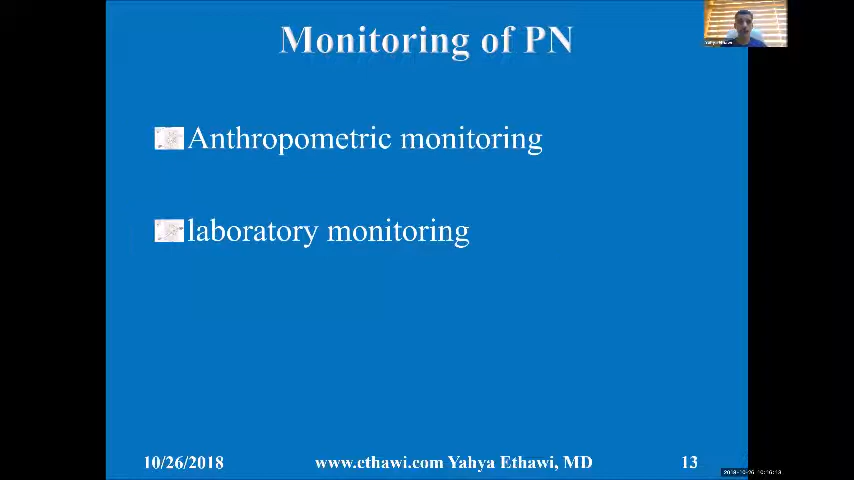 Monitoring of PN
Anthropometric monitoring
laboratory monitoring
10/26/2018
www.ethawi.com Yahya Ethawi, MD
13